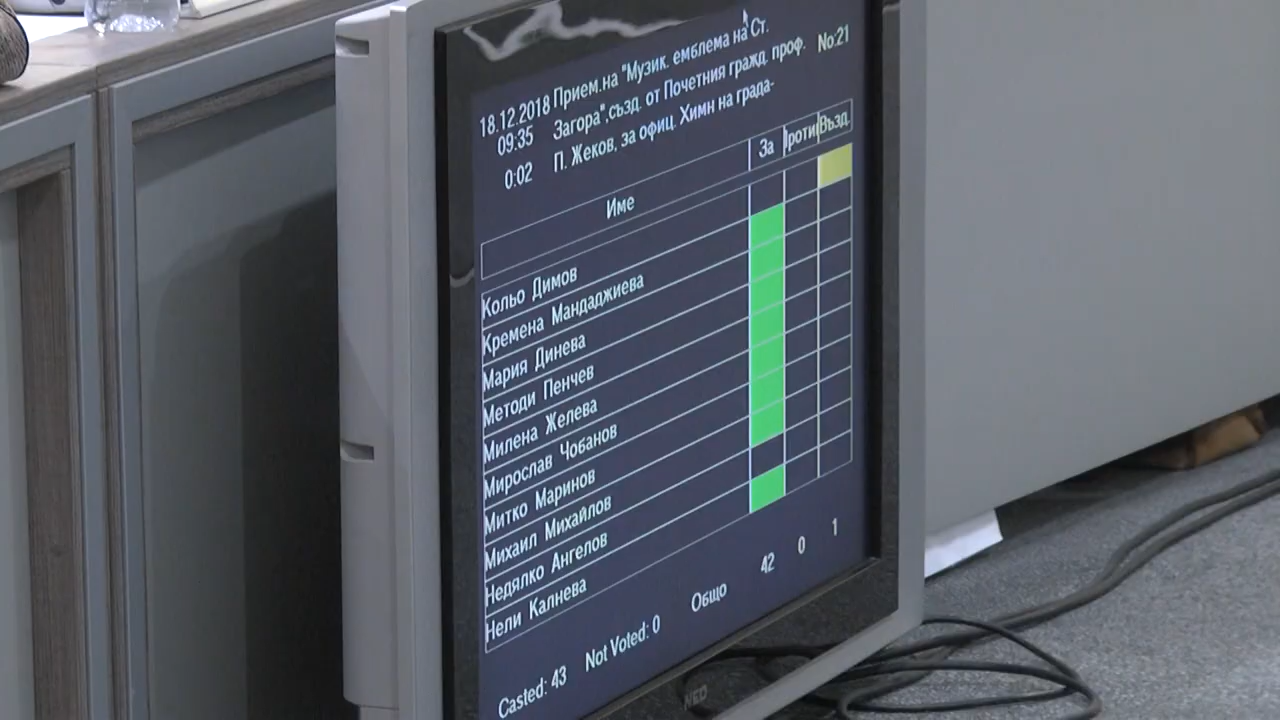 18.12.2018 Прием.на "Музик. емблема на Ст. No:21
09:35 Загора",създ. от Почетния гражд. проф.
0:02 П. Жеков, за офиц. Химн на града-
Име За Проти Възд.
Кольо Димов
Кремена Мандаджиева
Мария Динева
Методи Пенчев
Милена Желева
Мирослав Чобанов
Митко Маринов
Михаил Михайлов
Недялко Ангелов
Нели Калнева
Общо 42 0 1
Casted: 43 Not Voted: 0
NEO